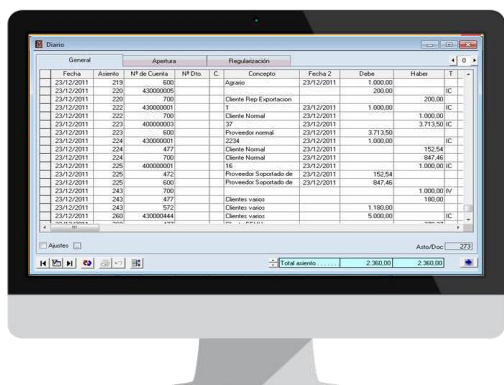 Diario
General Apertura Regularización 0
Fecha Asiento Nº de Cuenta Nº Dto. C. Concepto Fecha 2 Debe Haber T
23/12/2011 219 600 Agrario 23/12/2011 1.000,00
23/12/2011 220 430000005 200,00 IC
23/12/2011 220 700 Cliente Rep Exportacion 200,00
23/12/2011 222 430000001 1 23/12/2011 1.000,00 IC
23/12/2011 222 700 Cliente Normal 23/12/2011 1.000,00
23/12/2011 223 400000003 37 23/12/2011 3.713,50 IC
23/12/2011 223 600 Proveedor normal 23/12/2011 3.713,50
23/12/2011 224 430000001 2234 23/12/2011 1.000,00 IC
23/12/2011 224 477 Cliente Normal 23/12/2011 152,54
23/12/2011 224 700 Cliente Normal 23/12/2011 847,46
23/12/2011 225 400000001 16 23/12/2011 1.000,00 IC
23/12/2011 225 472 Proveedor Soportado de 23/12/2011 152,54
23/12/2011 225 600 Proveedor Soportado de 23/12/2011 847,46
23/12/2011 243 700 1.000,00 IV
23/12/2011 243 477 Clientes varios 180,00
23/12/2011 243 572 Clientes varios 1.180,00
23/12/2011 260 430000444 Clientes varios 5.000,00 IC
Ajustes ... Asto/Doc 273
Total asiento . . . . . . 2.360,00 2.360,00